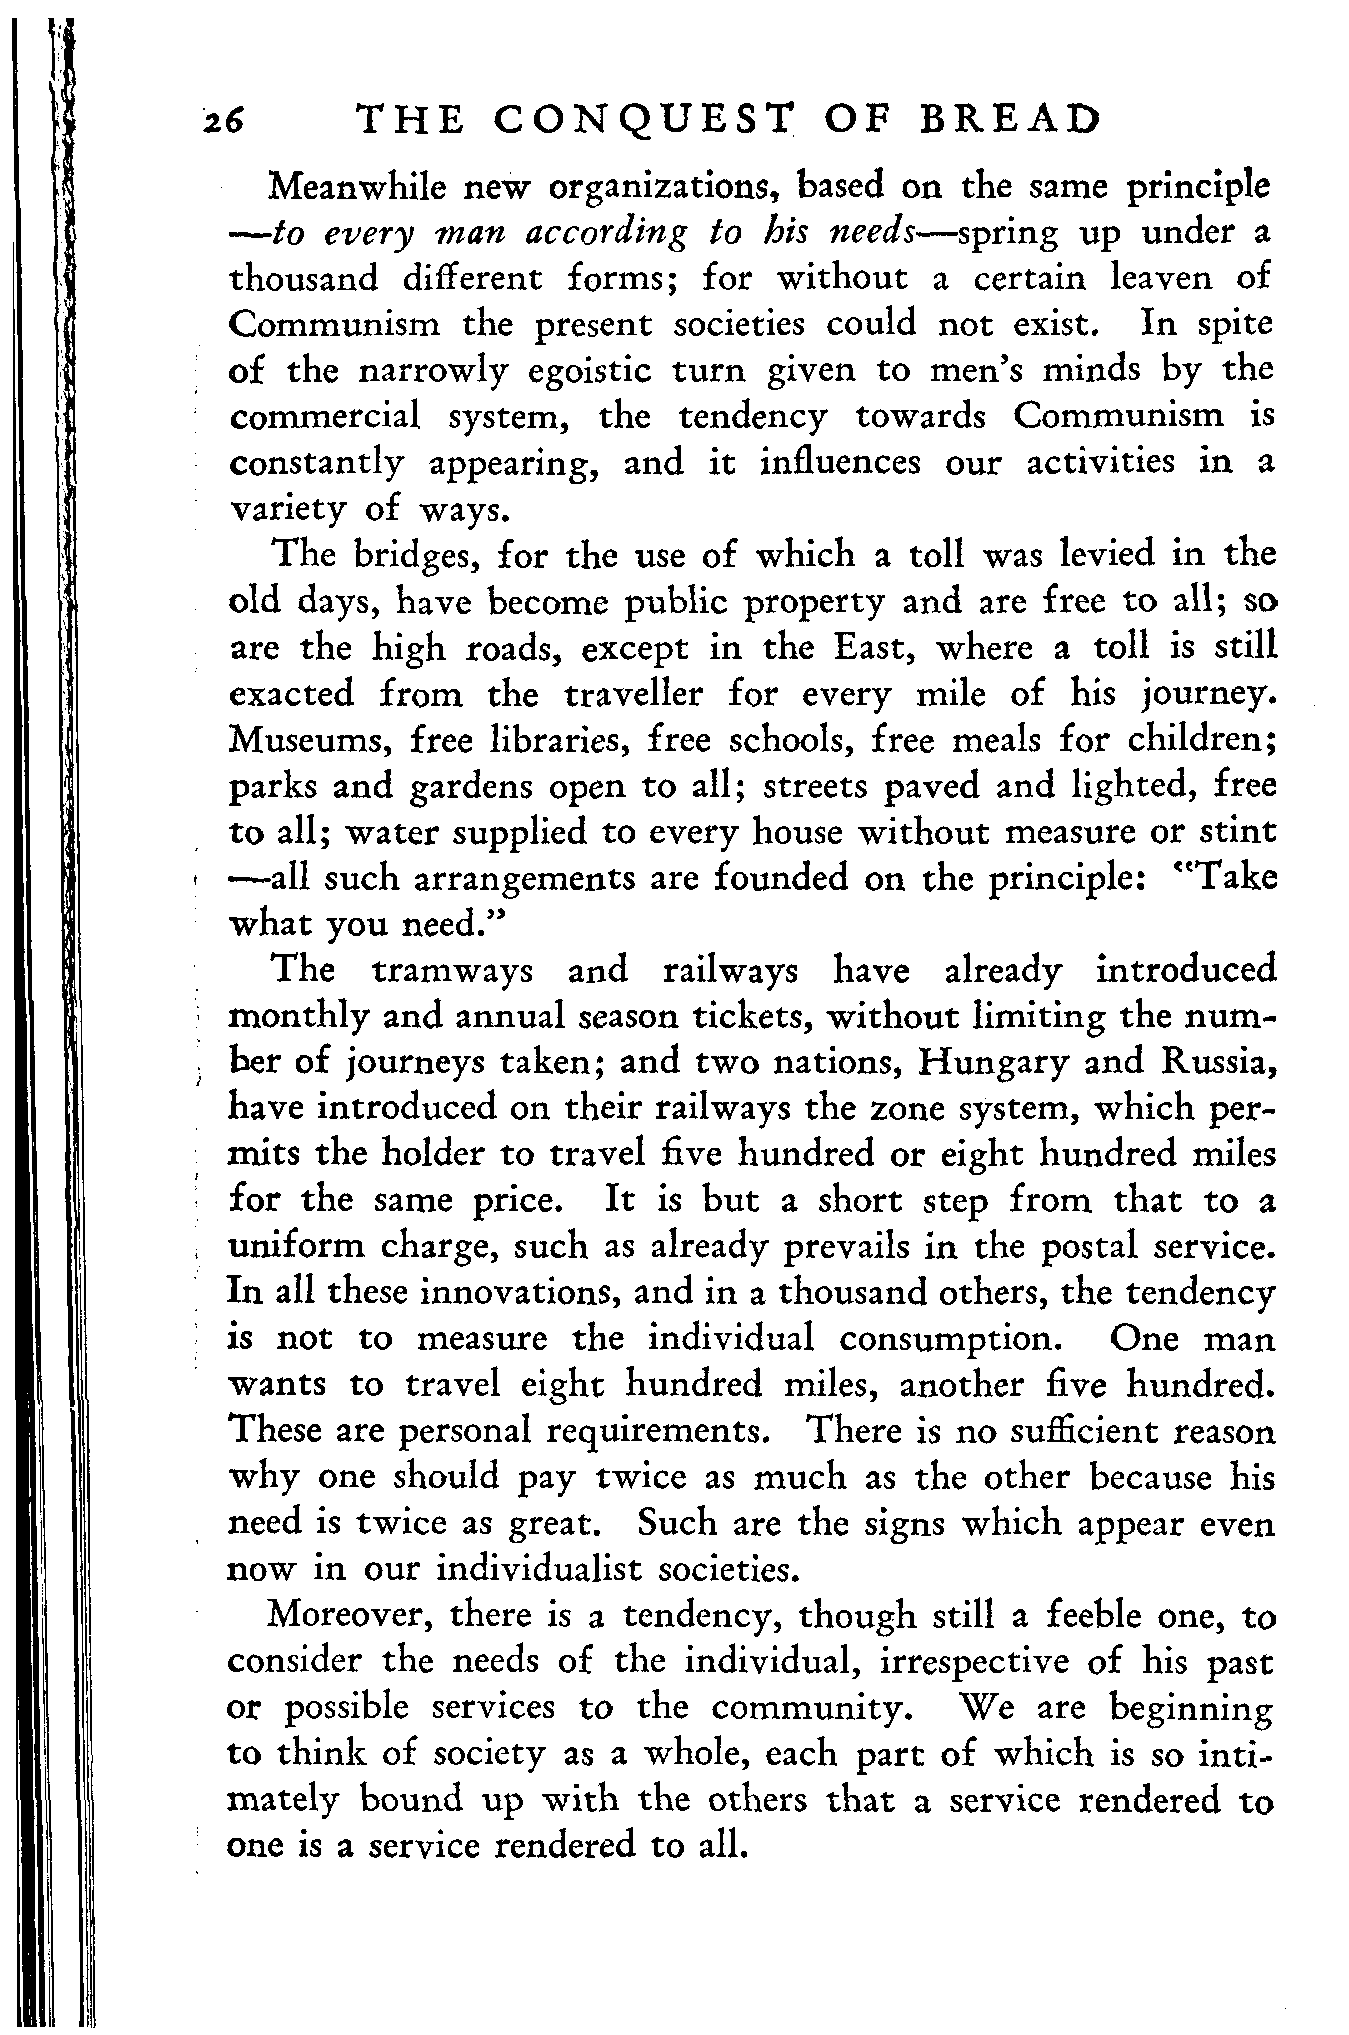 26 THE CONQUEST OF BREAD
Meanwhile new organizations, based on the same principle
—to every man according to his needs—spring up under a
thousand different forms; for without a certain leaven of
Communism the present societies could not exist. In spite
of the narrowly egoistic turn given to men's minds by the
commercial system, the tendency towards Communism is
constantly appearing, and it influences our activities in a
variety of ways.
The bridges, for the use of which a toll was levied in the
old days, have become public property and are free to all; so
are the high roads, except in the East, where a toll is still
exacted from the traveller for every mile of his journey.
Museums, free libraries, free schools, free meals for children;
parks and gardens open to all; streets paved and lighted, free
to all; water supplied to every house without measure or stint
—all such arrangements are founded on the principle: "Take
what you need."
The tramways and railways have already introduced
monthly and annual season tickets, without limiting the num-
ber of journeys taken; and two nations, Hungary and Russia,
have introduced on their railways the zone system, which per-
mits the holder to travel five hundred or eight hundred miles
for the same price. It is but a short step from that to a
uniform charge, such as already prevails in the postal service.
In all these innovations, and in a thousand others, the tendency
is not to measure the individual consumption. One man
wants to travel eight hundred miles, another five hundred.
These are personal requirements. There is no sufficient reason
why one should pay twice as much as the other because his
need is twice as great. Such are the signs which appear even
now in our individualist societies.
Moreover, there is a tendency, though still a feeble one, to
consider the needs of the individual, irrespective of his past
or possible services to the community. We are beginning
to think of society as a whole, each part of which is so inti-
mately bound up with the others that a service rendered to
one is a service rendered to all.